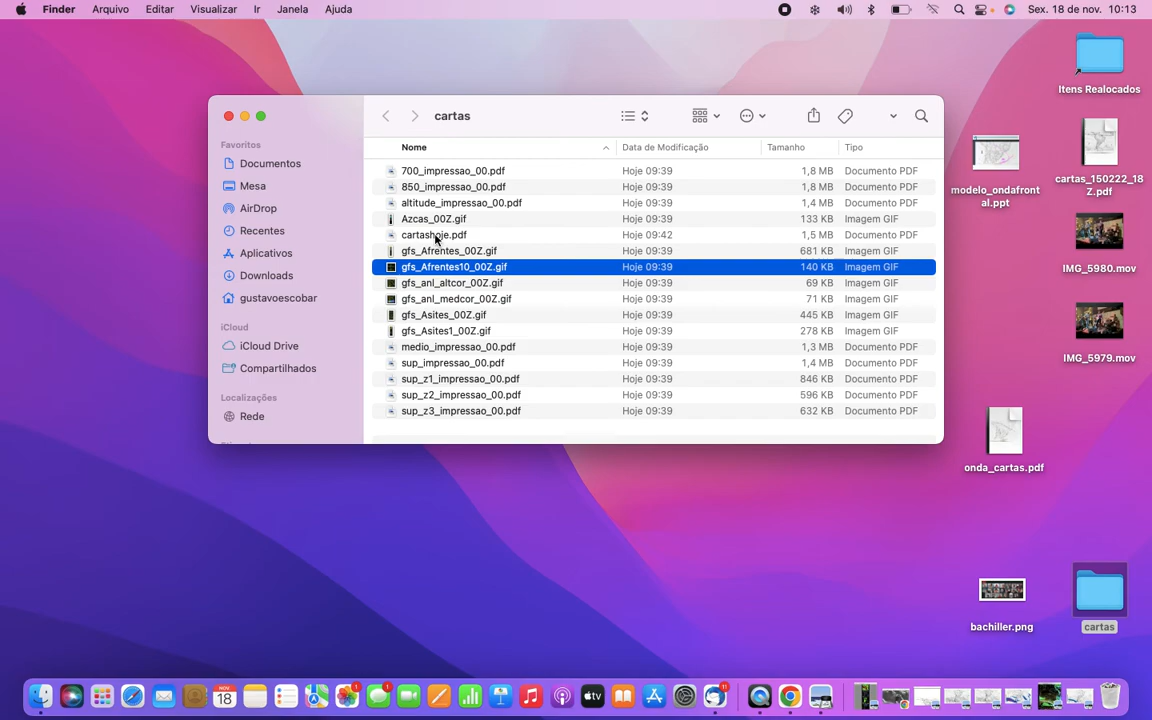 Finder Arquivo Editar Visualizar Ir Janela Ajuda Sex. 18 de nov. 10:13
cartas
Favoritos
Documentos
Mesa
AirDrop
Recentes
Aplicativos
Downloads
gustavoescobar
iCloud
iCloud Drive
Compartilhados
Localizações
Rede
Nome Data de Modificação Tamanho Tipo
700_impressao_00.pdf Hoje 09:39 1,8 MB Documento PDF
850_impressao_00.pdf Hoje 09:39 1,8 MB Documento PDF
altitude_impressao_00.pdf Hoje 09:39 1,4 MB Documento PDF
Azcas_00Z.gif Hoje 09:39 133 KB Imagem GIF
cartashoje.pdf Hoje 09:42 1,5 MB Documento PDF
gfs_Afrentes_00Z.gif Hoje 09:39 681 KB Imagem GIF
gfs_Afrentes10_00Z.gif Hoje 09:39 140 KB Imagem GIF
gfs_anl_altcor_00Z.gif Hoje 09:39 69 KB Imagem GIF
gfs_anl_medcor_00Z.gif Hoje 09:39 71 KB Imagem GIF
gfs_Asites_00Z.gif Hoje 09:39 445 KB Imagem GIF
gfs_Asites1_00Z.gif Hoje 09:39 278 KB Imagem GIF
medio_impressao_00.pdf Hoje 09:39 1,3 MB Documento PDF
sup_impressao_00.pdf Hoje 09:39 1,4 MB Documento PDF
sup_z1_impressao_00.pdf Hoje 09:39 846 KB Documento PDF
sup_z2_impressao_00.pdf Hoje 09:39 596 KB Documento PDF
sup_z3_impressao_00.pdf Hoje 09:39 632 KB Documento PDF
Itens Realocados
modelo_ondafront
al.ppt
cartas_150222_18
Z.pdf
IMG_5980.mov
IMG_5979.mov
onda_cartas.pdf
bachiller.png
cartas
NOV
18
1
1
tv
11